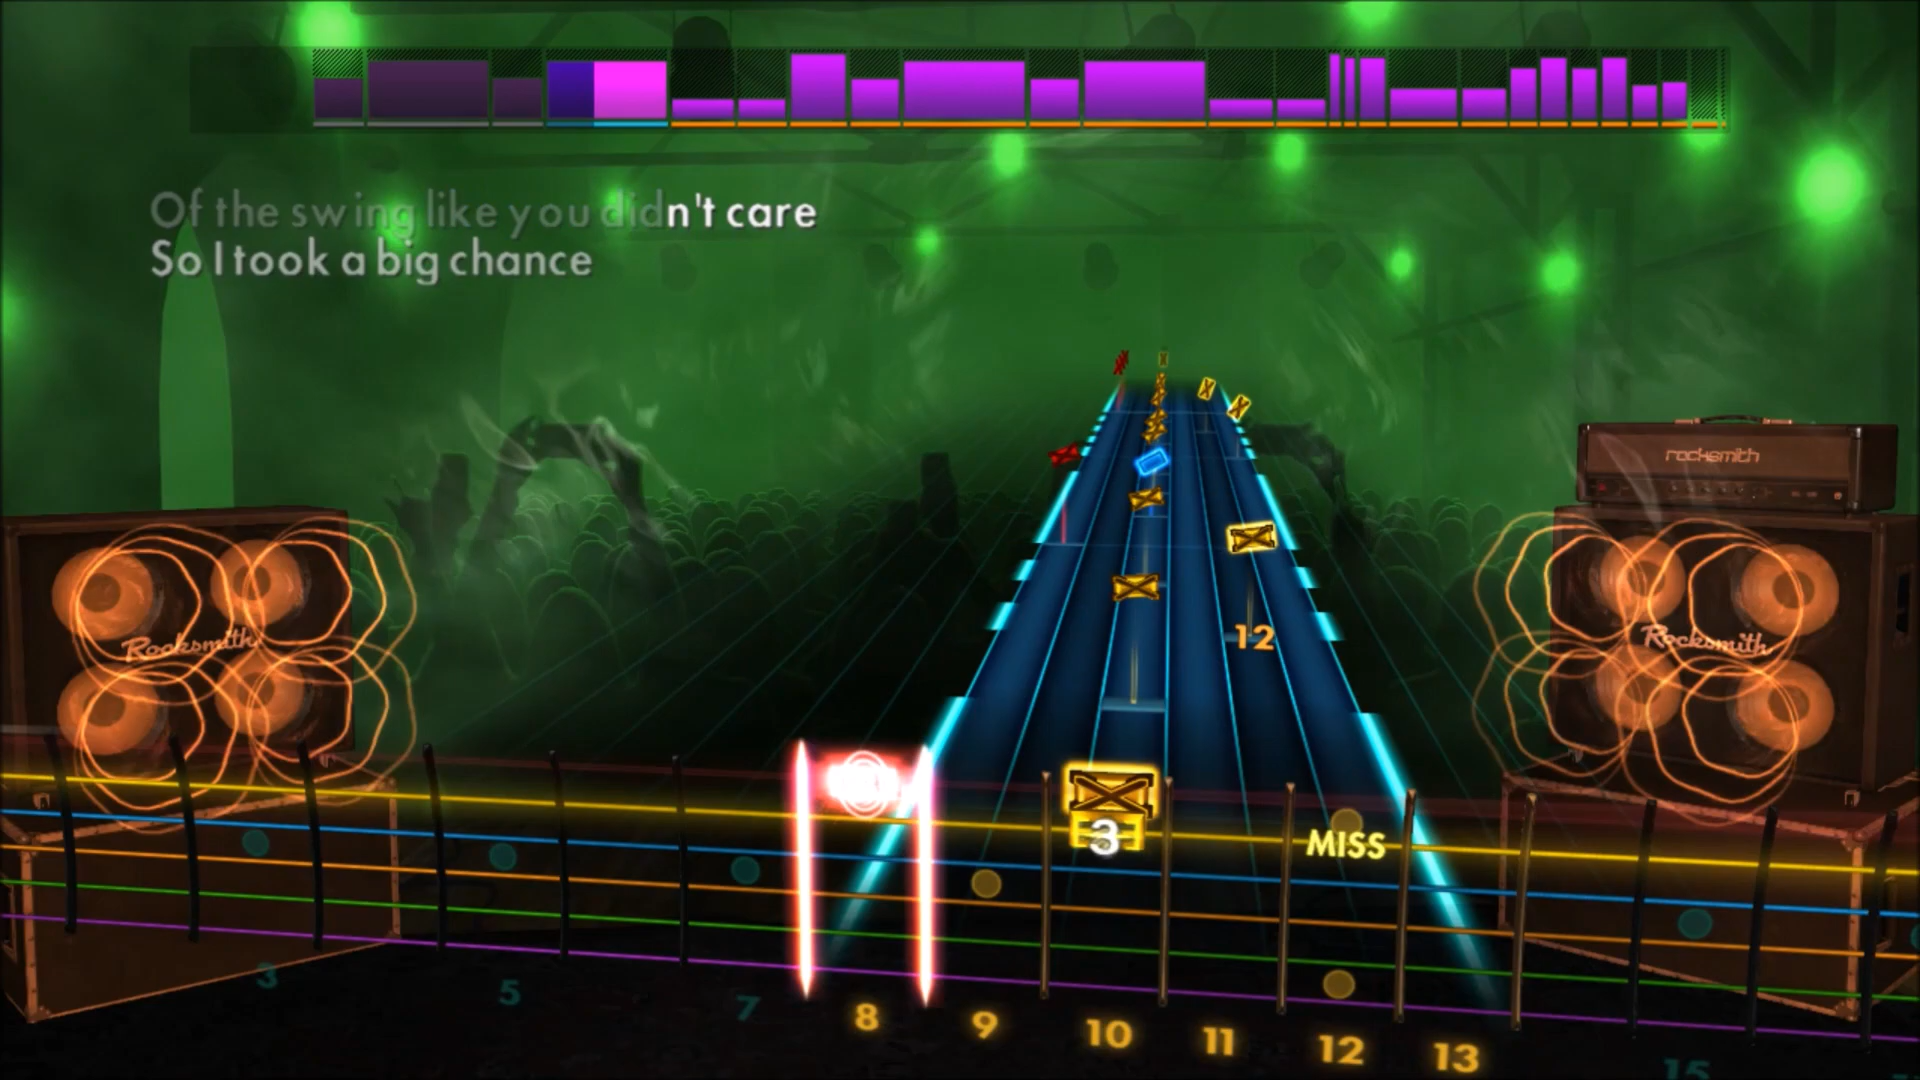 Of the swing like you didn't care
So I took a big chance
rocksmith
Rocksmith
Rocksmith
12
3
MISS
3
5
7
8
9
10
11
12
13
15